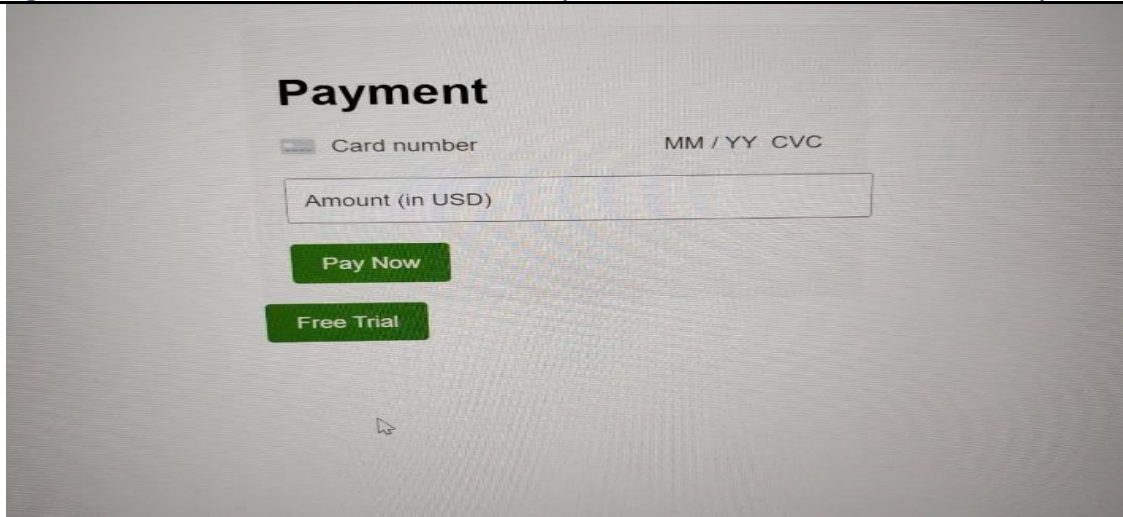 Payment
Card number MM / YY CVC
Amount (in USD)
Pay Now
Free Trial